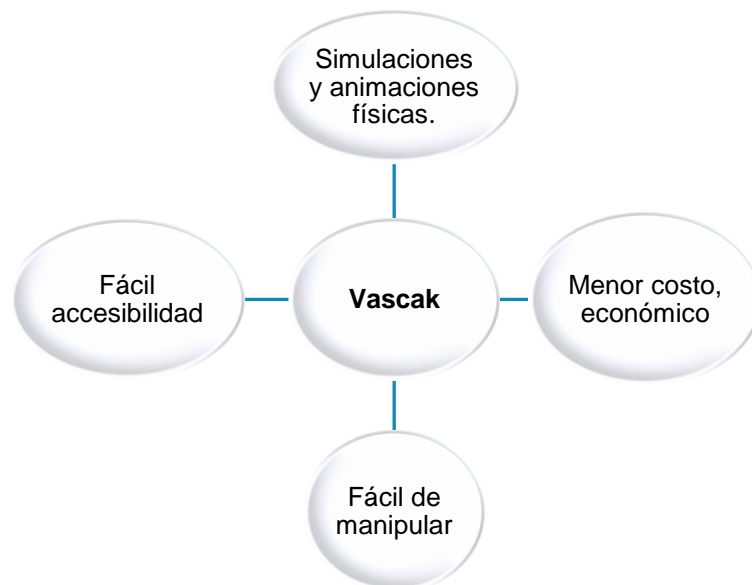 Simulaciones
y animaciones
físicas.
Fácil
accesibilidad
Vascak
Menor costo,
económico
Fácil de
manipular